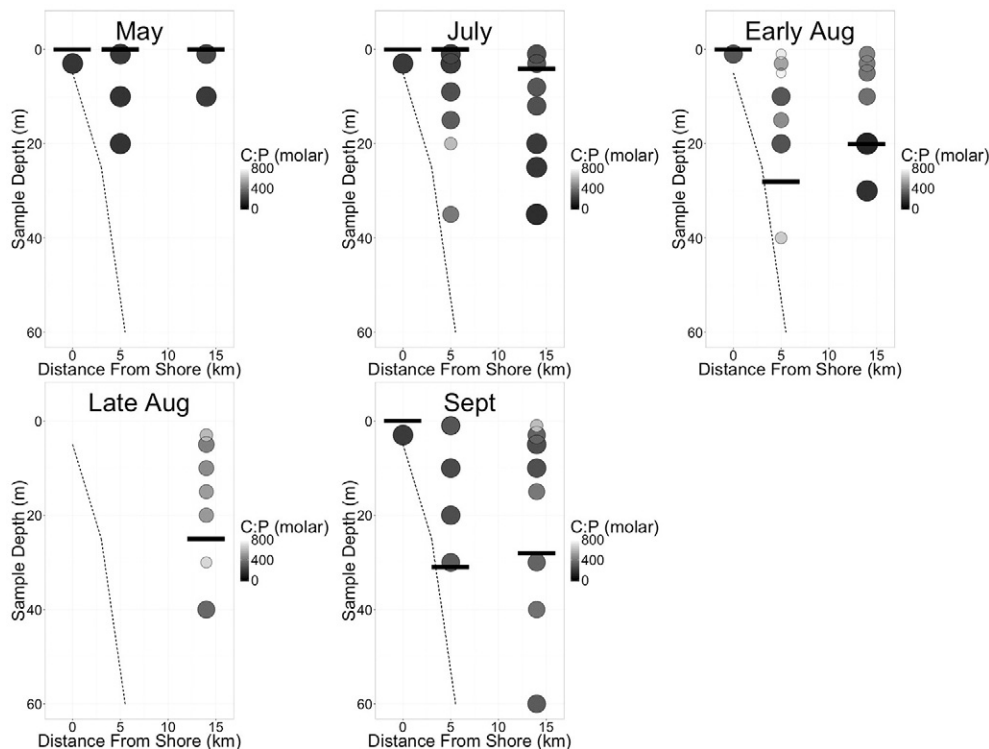 May
July
Early Aug
0
20
40
60
Sample Depth (m)
0
5
10
15
Distance From Shore (km)
C:P (molar)
800
400
0
0
20
40
60
Sample Depth (m)
0
5
10
15
Distance From Shore (km)
C:P (molar)
800
400
0
0
20
40
60
Sample Depth (m)
0
5
10
15
Distance From Shore (km)
C:P (molar)
800
400
0
Late Aug
Sept
0
20
40
60
Sample Depth (m)
0
5
10
15
Distance From Shore (km)
C:P (molar)
800
400
0
0
20
40
60
Sample Depth (m)
0
5
10
15
Distance From Shore (km)
C:P (molar)
800
400
0